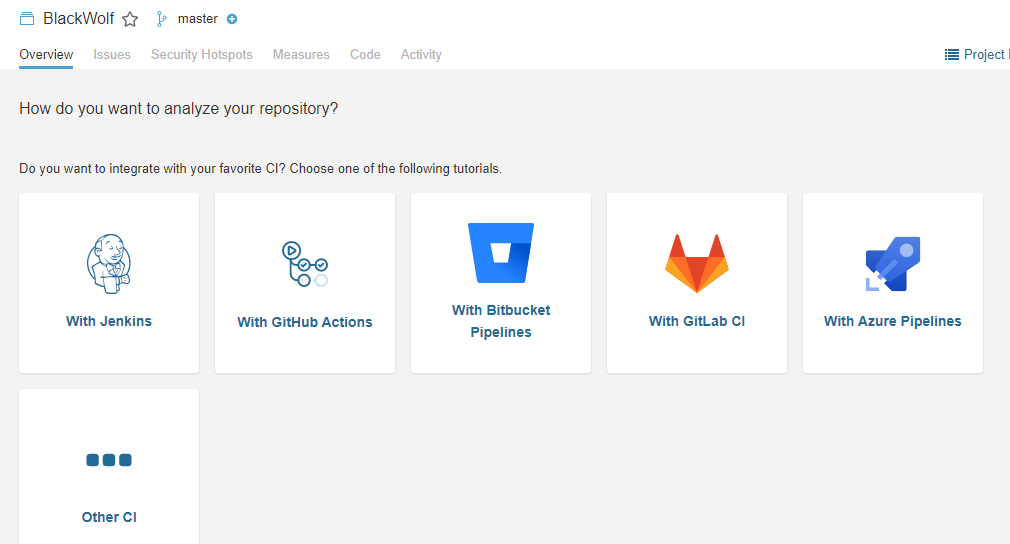 BlackWolf master
Overview Issues Security Hotspots Measures Code Activity Project
How do you want to analyze your repository?
Do you want to integrate with your favorite CI? Choose one of the following tutorials.
With Jenkins
With GitHub Actions
With Bitbucket
Pipelines
With GitLab CI
With Azure Pipelines
Other CI